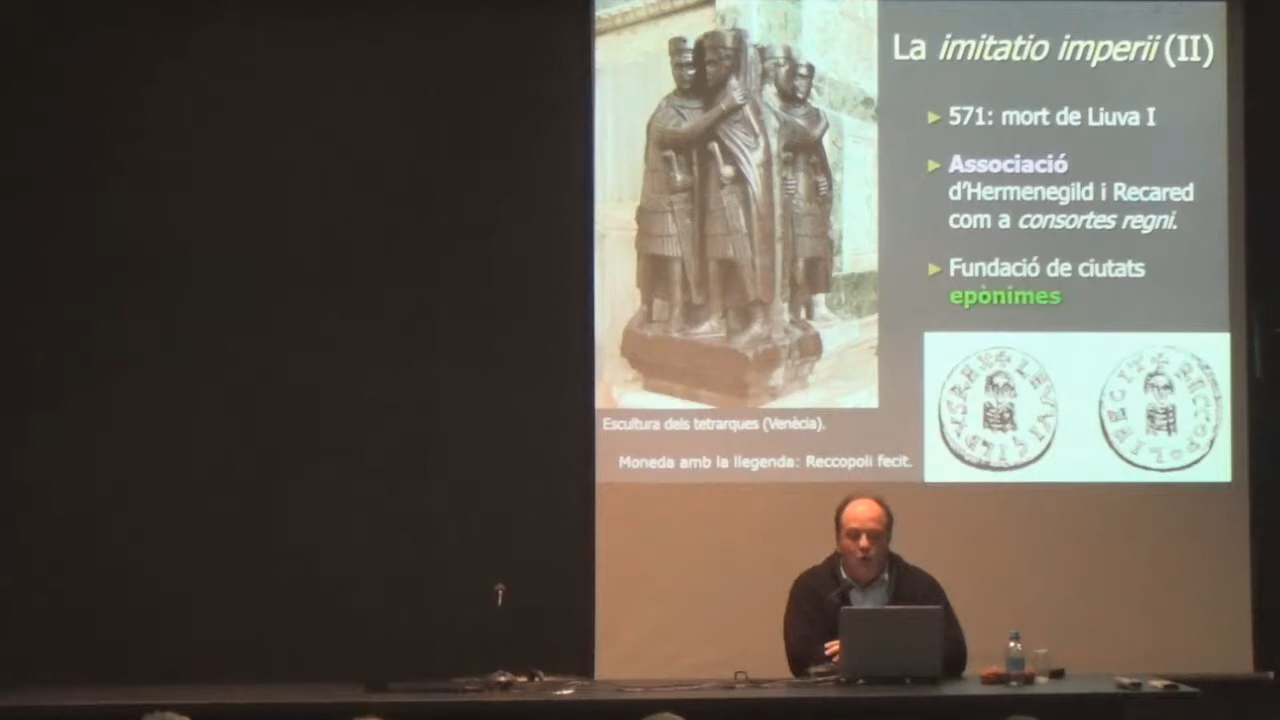 La imitatio imperii (II)
571: mort de Liuva I
Associació
d'Hermenegild i Recared
com a consortes regni.
Fundació de ciutats
epònimes
Escultura dels tetrarques (Venècia).
Moneda amb la llegenda: Reccopoli fecit.